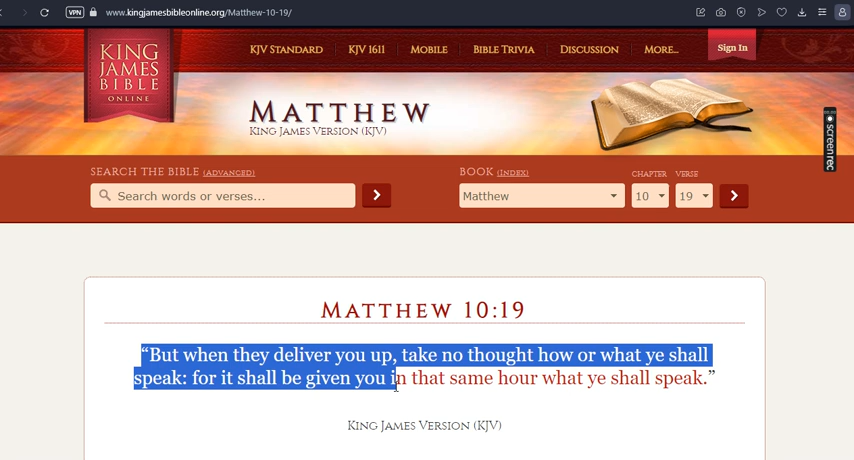 VPN
www.kingjamesbibleonline.org/Matthew-10-19/
KING
JAMES
BIBLE
ONLINE
KJV STANDARD
KJV 1611
MOBILE
BIBLE TRIVIA
DISCUSSION
MORE...
Sign In
MATTHEW
KING JAMES VERSION (KJV)
screenrec
SEARCH THE BIBLE (ADVANCED)
BOOK (INDEX)
CHAPTER
VERSE
Search words or verses...
Matthew
10
19
MATTHEW 10:19
“But when they deliver you up, take no thought how or what ye shall
speak: for it shall be given you in that same hour what ye shall speak.”
KING JAMES VERSION (KJV)